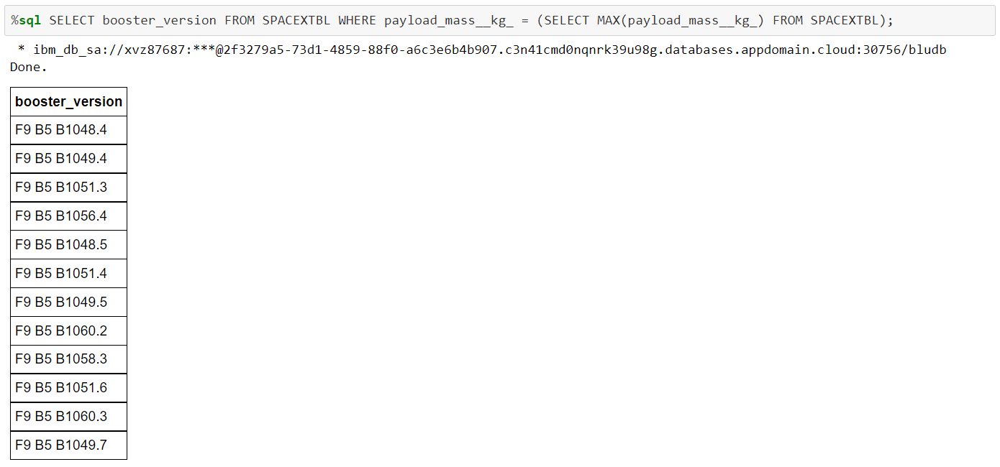 %sql SELECT booster_version FROM SPACEXTBL WHERE payload_mass__kg_ = (SELECT MAX(payload_mass__kg_) FROM SPACEXTBL);
* ibm_db_sa://xvz87687:***@2f3279a5-73d1-4859-88f0-a6c3e6b4b907.c3n41cmd0nqnrk39u98g.databases.appdomain.cloud:30756/bludb
Done.
booster_version
F9 B5 B1048.4
F9 B5 B1049.4
F9 B5 B1051.3
F9 B5 B1056.4
F9 B5 B1048.5
F9 B5 B1051.4
F9 B5 B1049.5
F9 B5 B1060.2
F9 B5 B1058.3
F9 B5 B1051.6
F9 B5 B1060.3
F9 B5 B1049.7